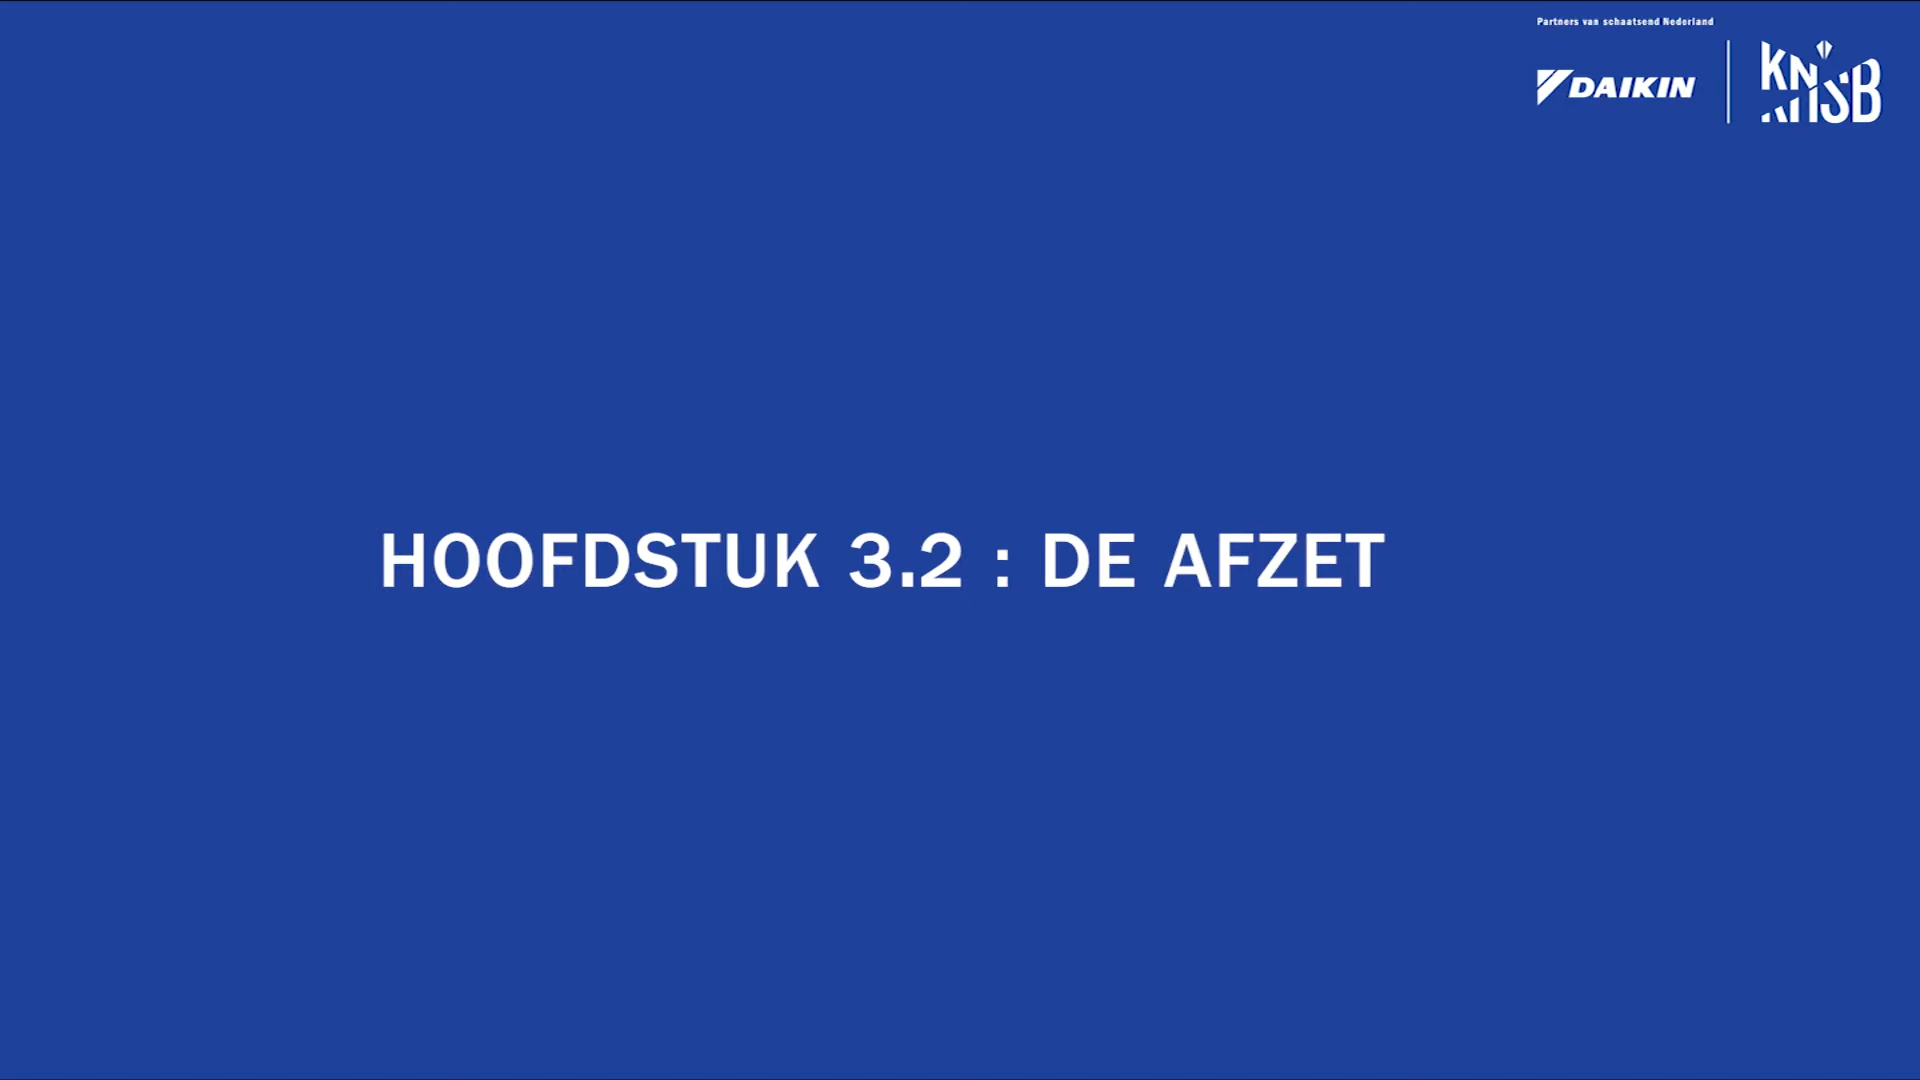 Partners van schaatsend Nederland
DAIKIN
KNSB
HOOFDSTUK 3.2 : DE AFZET